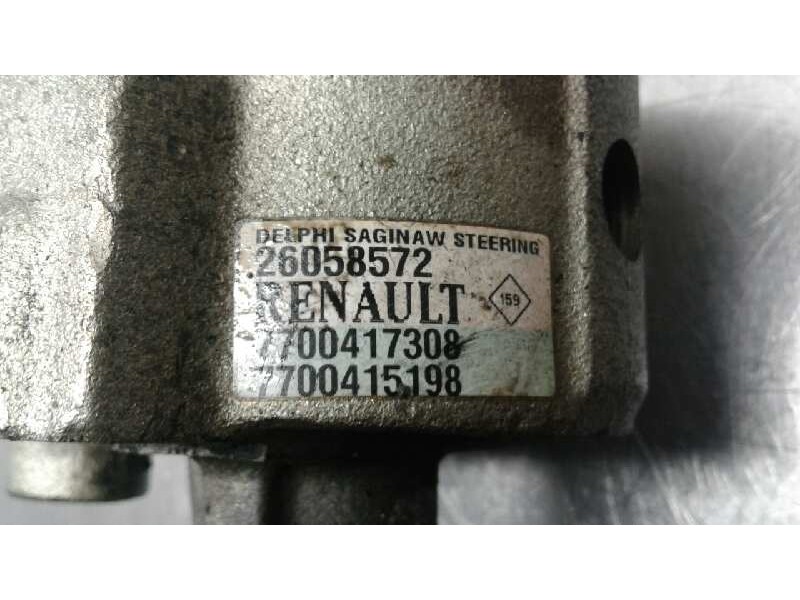 DELPHI SAGINAW STEERING
26058572
RENAULT
159
7700417308
7700415198